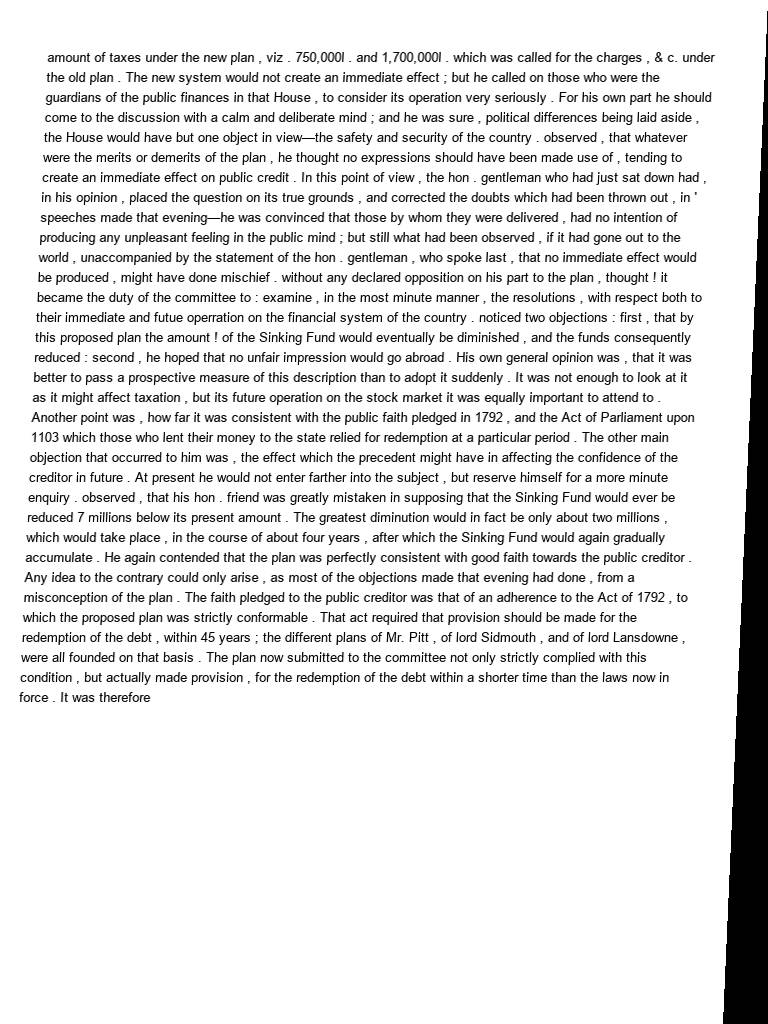 amount of taxes under the new plan , viz . 750,000l . and 1,700,000l . which was called for the charges , & c. under
the old plan . The new system would not create an immediate effect ; but he called on those who were the
guardians of the public finances in that House , to consider its operation very seriously . For his own part he should
come to the discussion with a calm and deliberate mind ; and he was sure , political differences being laid aside ,
the House would have but one object in view—the safety and security of the country . observed , that whatever
were the merits or demerits of the plan , he thought no expressions should have been made use of , tending to
create an immediate effect on public credit . In this point of view , the hon . gentleman who had just sat down had ,
in his opinion , placed the question on its true grounds , and corrected the doubts which had been thrown out , in '
speeches made that evening—he was convinced that those by whom they were delivered , had no intention of
producing any unpleasant feeling in the public mind ; but still what had been observed , if it had gone out to the
world , unaccompanied by the statement of the hon . gentleman , who spoke last , that no immediate effect would
be produced , might have done mischief . without any declared opposition on his part to the plan , thought ! it
became the duty of the committee to : examine , in the most minute manner , the resolutions , with respect both to
their immediate and futue operration on the financial system of the country . noticed two objections : first , that by
this proposed plan the amount ! of the Sinking Fund would eventually be diminished , and the funds consequently
reduced : second , he hoped that no unfair impression would go abroad . His own general opinion was , that it was
better to pass a prospective measure of this description than to adopt it suddenly . It was not enough to look at it
as it might affect taxation , but its future operation on the stock market it was equally important to attend to .
Another point was , how far it was consistent with the public faith pledged in 1792 , and the Act of Parliament upon
1103 which those who lent their money to the state relied for redemption at a particular period . The other main
objection that occurred to him was , the effect which the precedent might have in affecting the confidence of the
creditor in future . At present he would not enter farther into the subject , but reserve himself for a more minute
enquiry . observed , that his hon . friend was greatly mistaken in supposing that the Sinking Fund would ever be
reduced 7 millions below its present amount . The greatest diminution would in fact be only about two millions ,
which would take place , in the course of about four years , after which the Sinking Fund would again gradually
accumulate . He again contended that the plan was perfectly consistent with good faith towards the public creditor .
Any idea to the contrary could only arise , as most of the objections made that evening had done , from a
misconception of the plan . The faith pledged to the public creditor was that of an adherence to the Act of 1792 , to
which the proposed plan was strictly conformable . That act required that provision should be made for the
redemption of the debt , within 45 years ; the different plans of Mr. Pitt , of lord Sidmouth , and of lord Lansdowne ,
were all founded on that basis . The plan now submitted to the committee not only strictly complied with this
condition , but actually made provision , for the redemption of the debt within a shorter time than the laws now in
force . It was therefore